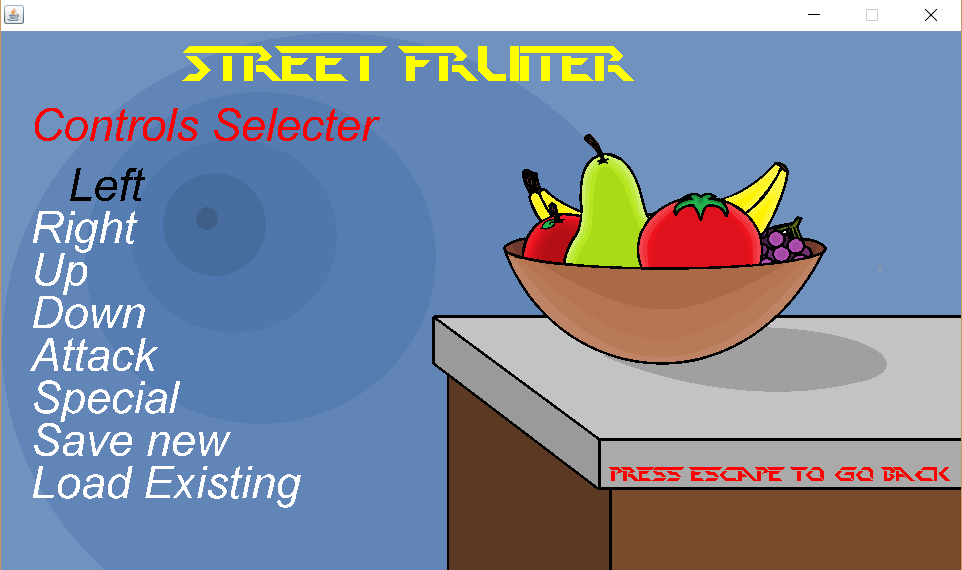 STREET FRUITER
Controls Selecter
Left
Right
Up
Down
Attack
Special
Save new
Load Existing
PRESS ESCAPE TO GO BACK